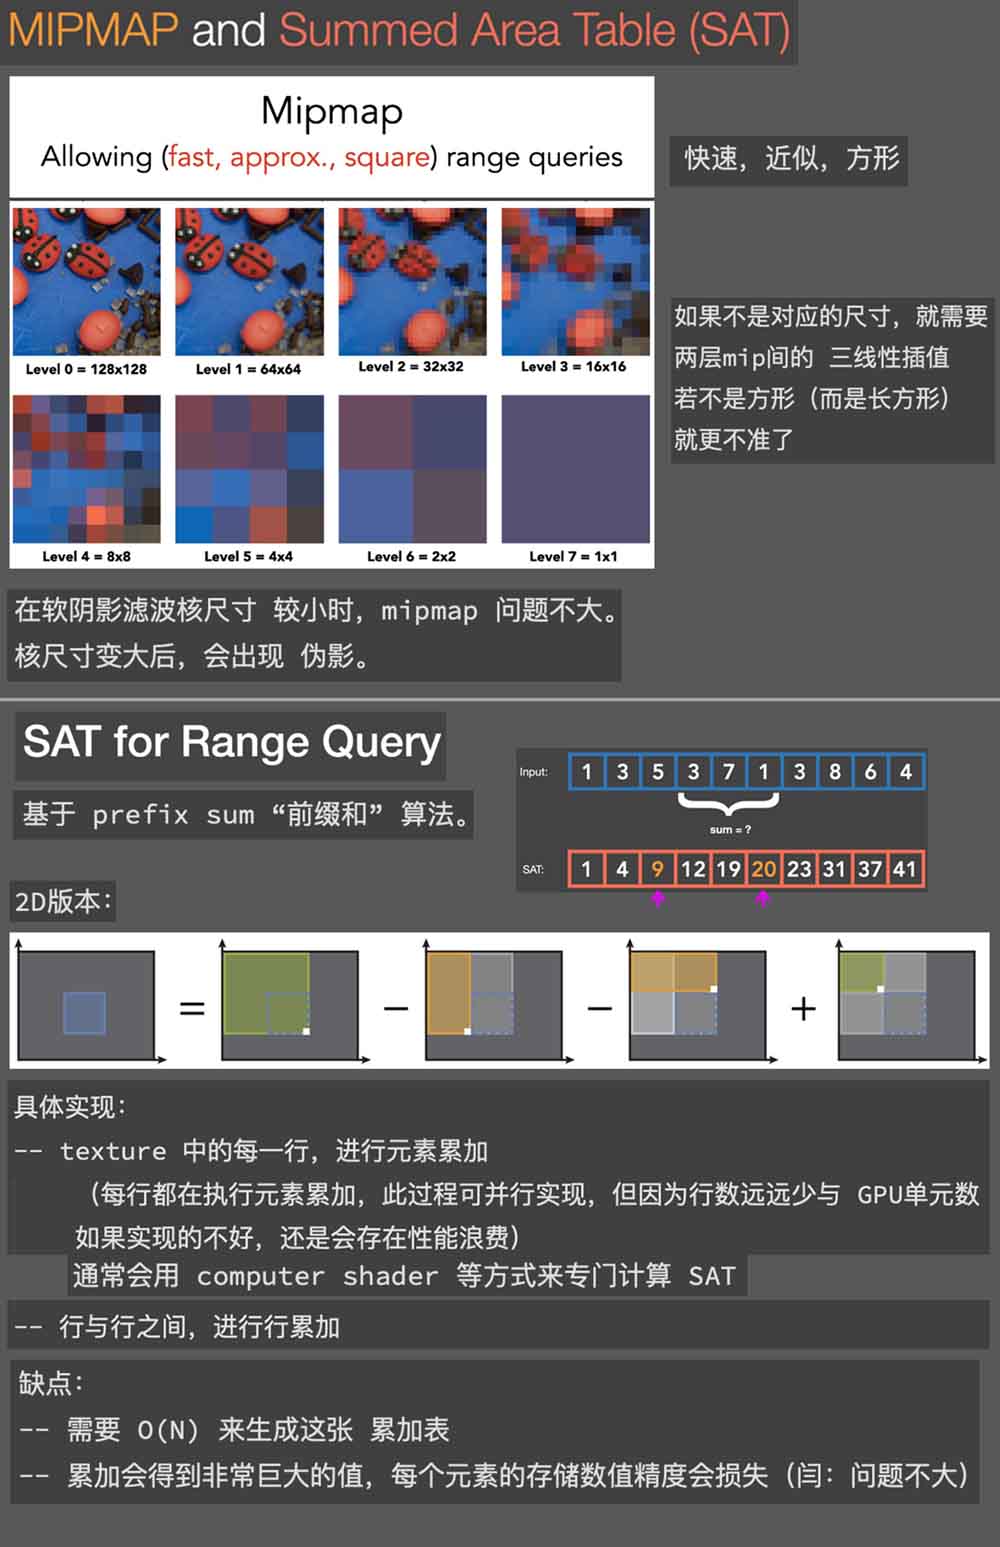 MIPMAP and Summed Area Table (SAT)
Mipmap
Allowing (fast, approx., square) range queries
快速，近似，方形
Level 0 = 128x128
Level 1 = 64x64
Level 2 = 32x32
Level 3 = 16x16
如果不是对应的尺寸，就需要
两层mip间的 三线性插值
若不是方形（而是长方形）
就更不准了
Level 4 = 8x8
Level 5 = 4x4
Level 6 = 2x2
Level 7 = 1x1
在软阴影滤波核尺寸 较小时，mipmap 问题不大。
核尺寸变大后，会出现 伪影。
SAT for Range Query
基于 prefix sum “前缀和” 算法。
Input: 1 3 5 3 7 1 3 8 6 4
sum = ?
SAT: 1 4 9 12 19 20 23 31 37 41
2D版本：
= − − +
具体实现：
-- texture 中的每一行，进行元素累加
（每行都在执行元素累加，此过程可并行实现，但因为行数远远少与 GPU单元数
如果实现的不好，还是会存在性能浪费）
通常会用 computer shader 等方式来专门计算 SAT
-- 行与行之间，进行行累加
缺点：
-- 需要 O(N) 来生成这张 累加表
-- 累加会得到非常巨大的值，每个元素的存储数值精度会损失（闫：问题不大）